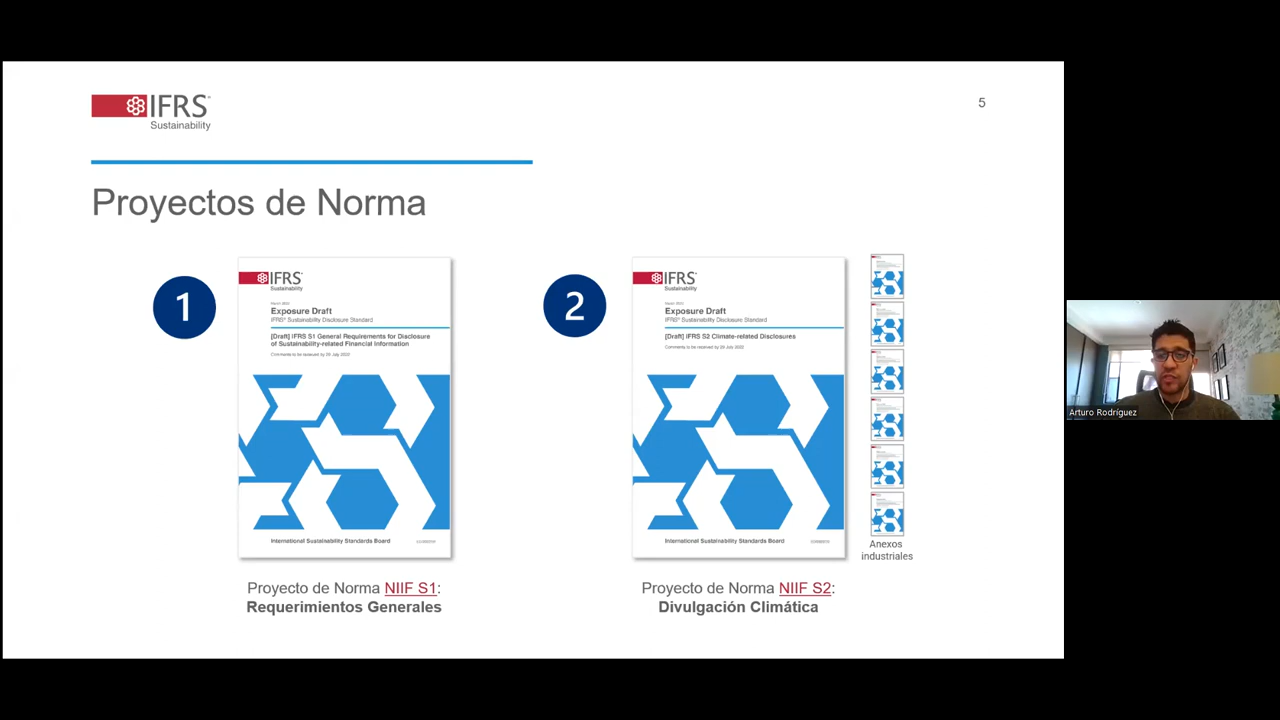 IFRS
Sustainability
5
Proyectos de Norma
1
IFRS
Sustainability
March 2022
Exposure Draft
IFRS® Sustainability Disclosure Standard
[Draft] IFRS S1 General Requirements for Disclosure
of Sustainability-related Financial Information
Comments to be received by 29 July 2022
International Sustainability Standards Board
Proyecto de Norma NIIF S1:
Requerimientos Generales
2
IFRS
Sustainability
March 2022
Exposure Draft
IFRS® Sustainability Disclosure Standard
[Draft] IFRS S2 Climate-related Disclosures
Comments to be received by 29 July 2022
International Sustainability Standards Board
Proyecto de Norma NIIF S2:
Divulgación Climática
Anexos
industriales
Arturo Rodríguez